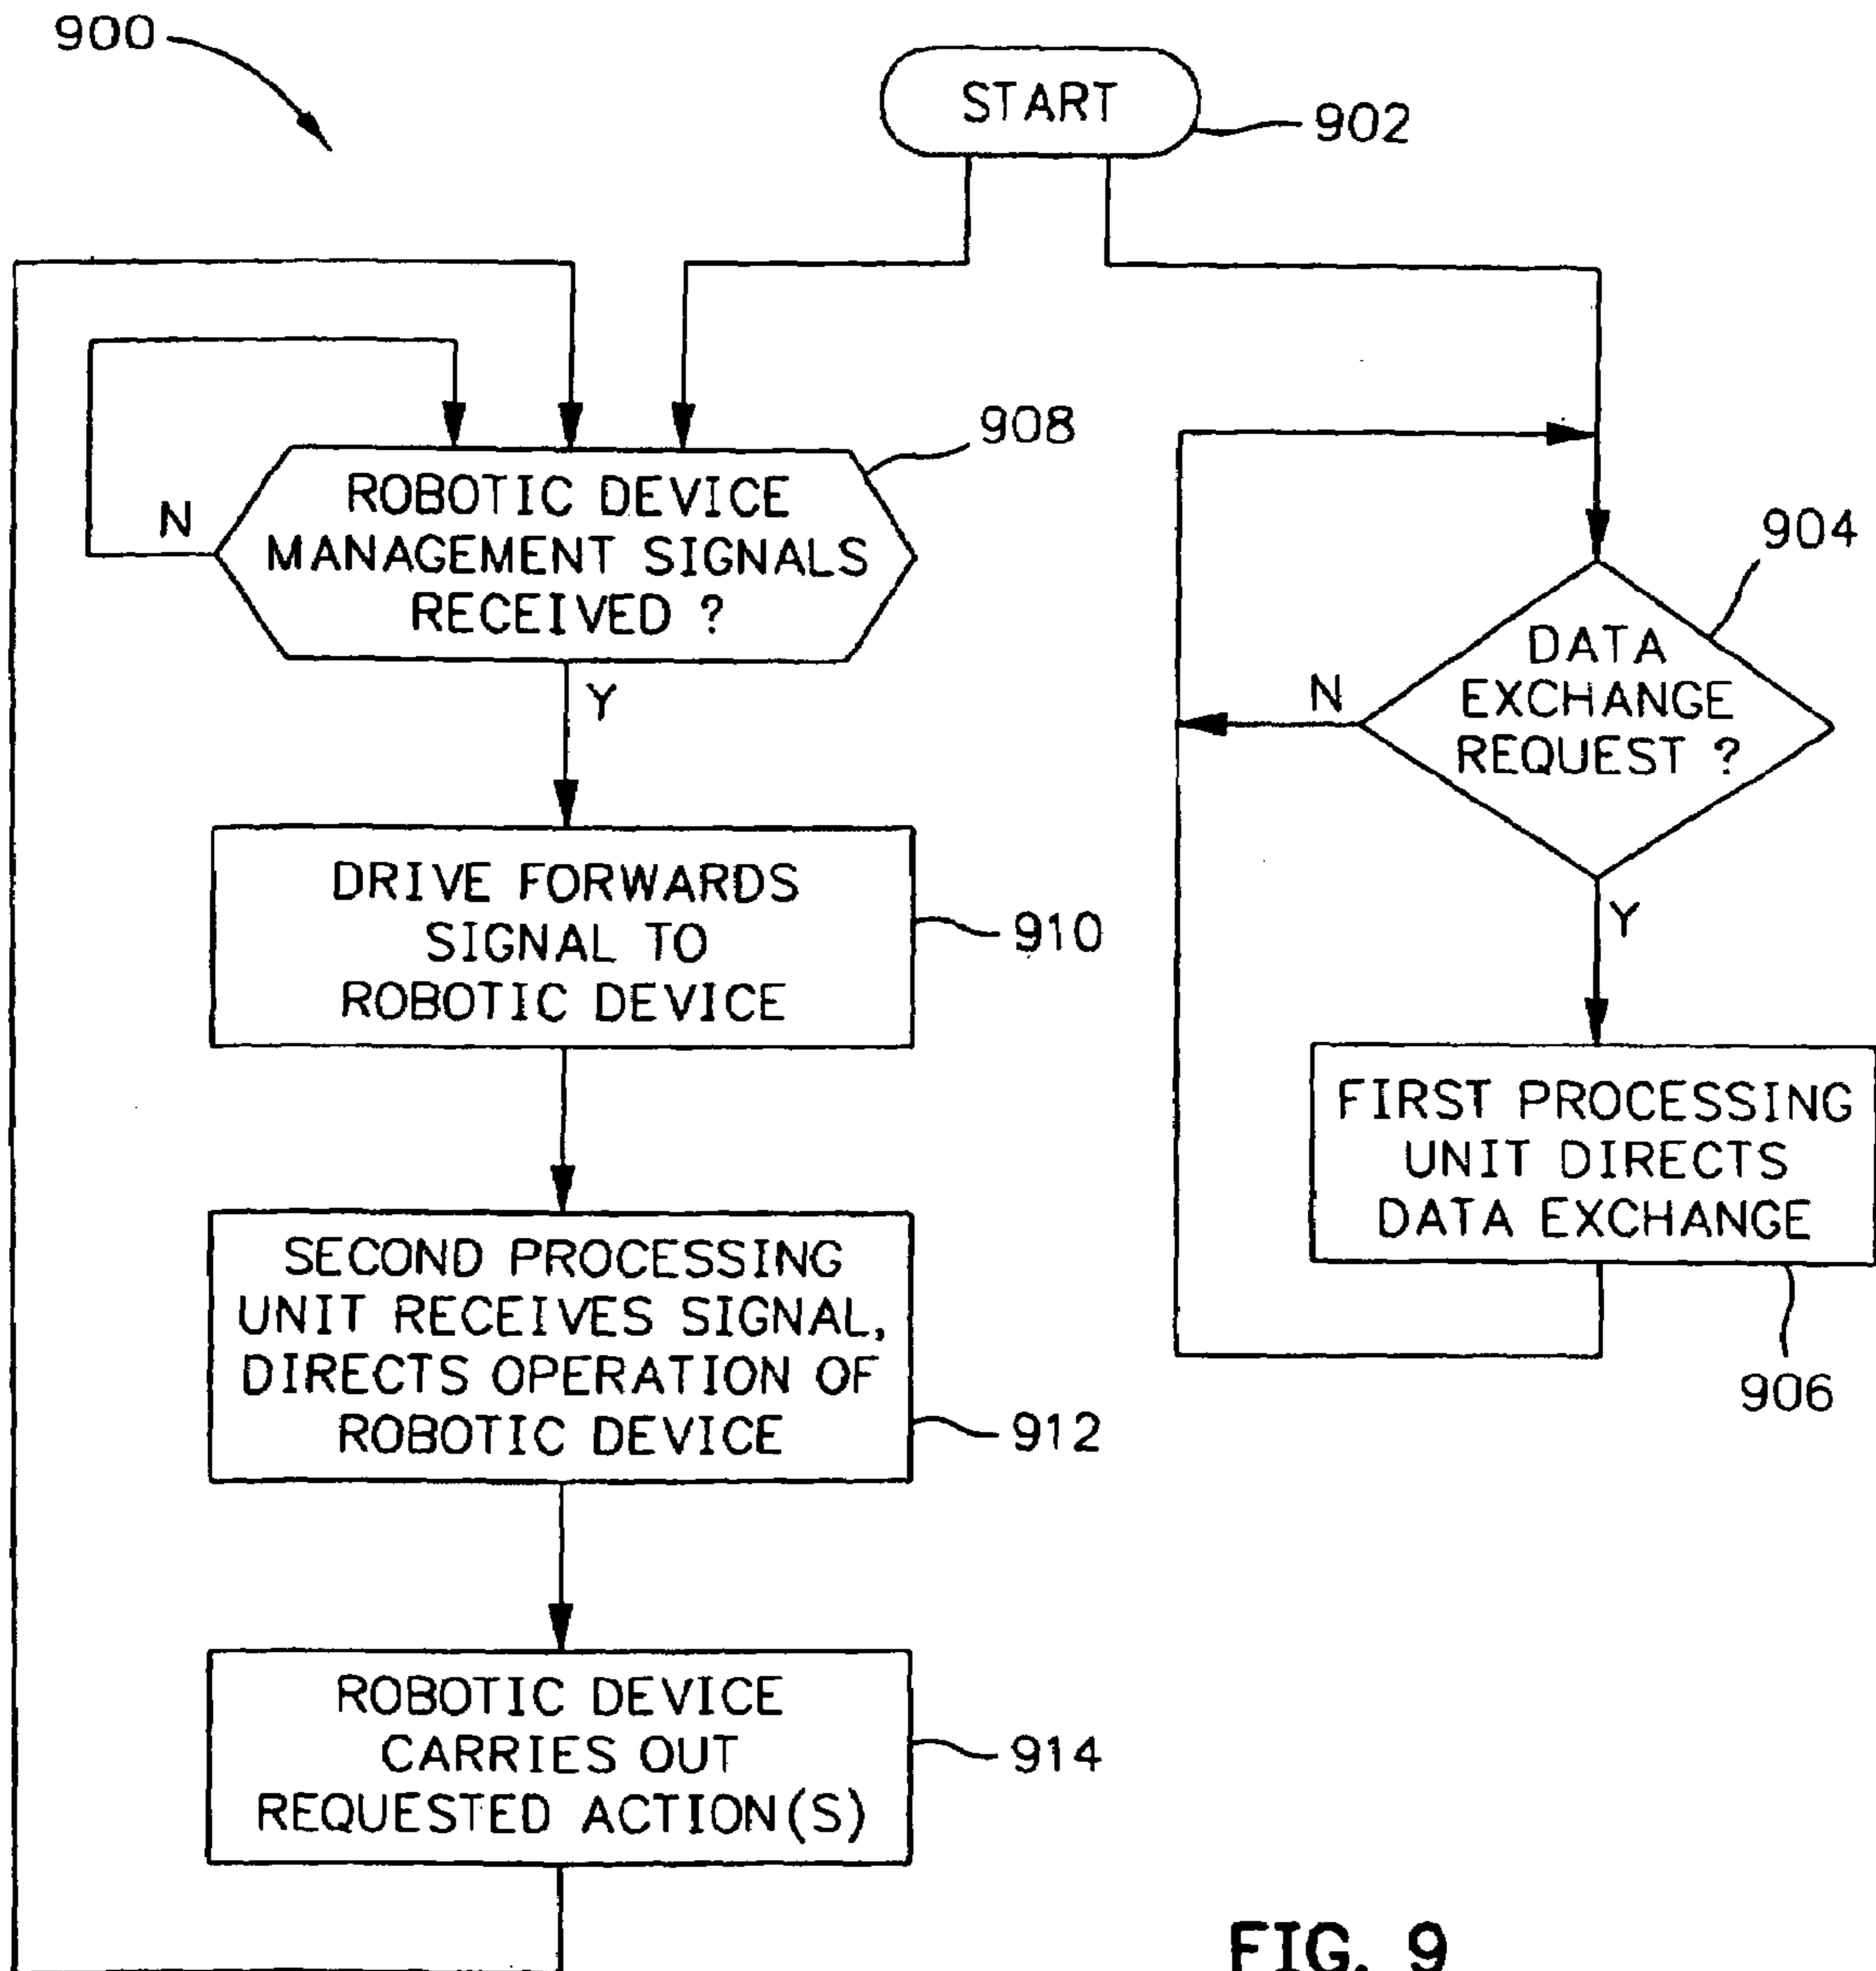 900
START
902
908
ROBOTIC DEVICE
MANAGEMENT SIGNALS
RECEIVED ?
N
Y
904
DATA
EXCHANGE
REQUEST ?
N
Y
DRIVE FORWARDS
SIGNAL TO
ROBOTIC DEVICE
910
FIRST PROCESSING
UNIT DIRECTS
DATA EXCHANGE
906
SECOND PROCESSING
UNIT RECEIVES SIGNAL,
DIRECTS OPERATION OF
ROBOTIC DEVICE
912
ROBOTIC DEVICE
CARRIES OUT
REQUESTED ACTION(S)
914
FIG. 9